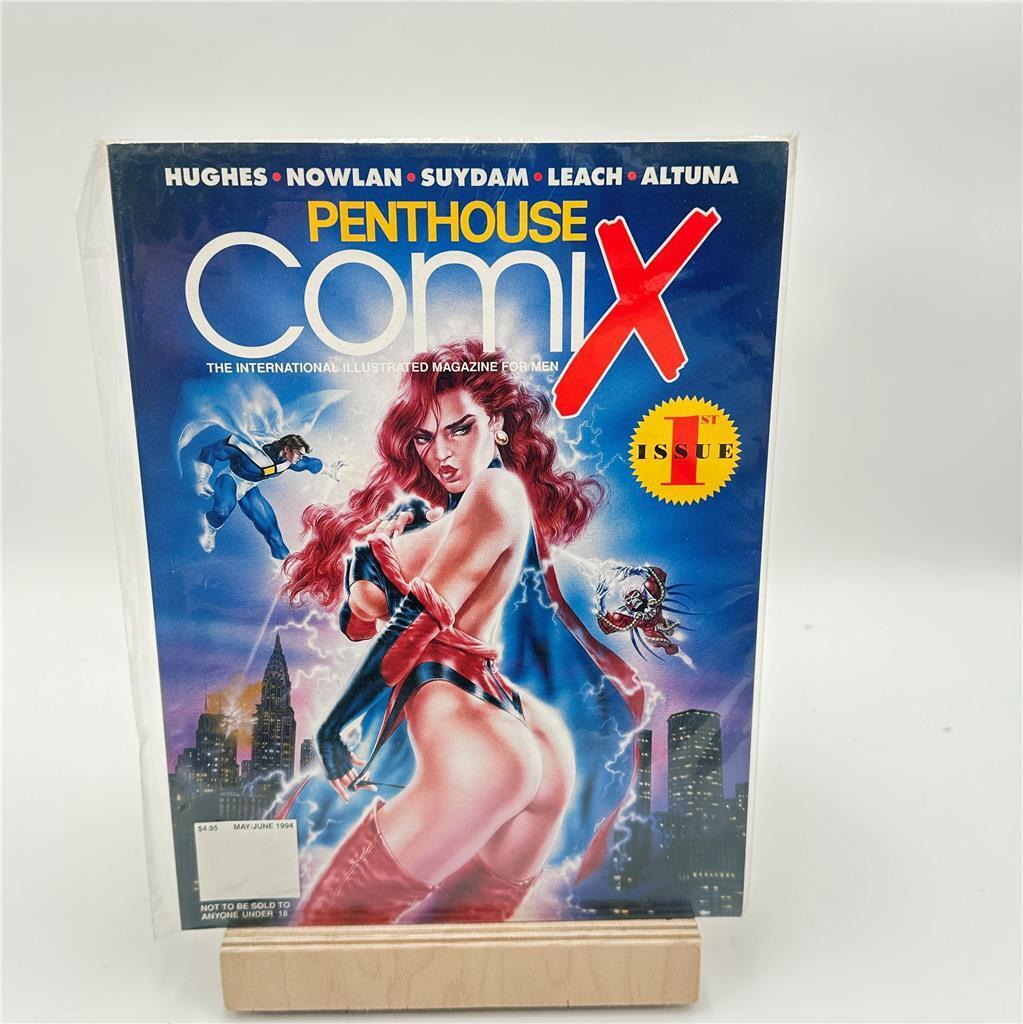 HUGHES • NOWLAN • SUYDAM • LEACH • ALTUNA
PENTHOUSE
ComiX
THE INTERNATIONAL ILLUSTRATED MAGAZINE FOR MEN
1ST
ISSUE
$4.95 MAY/JUNE 1994
NOT TO BE SOLD TO
ANYONE UNDER 18